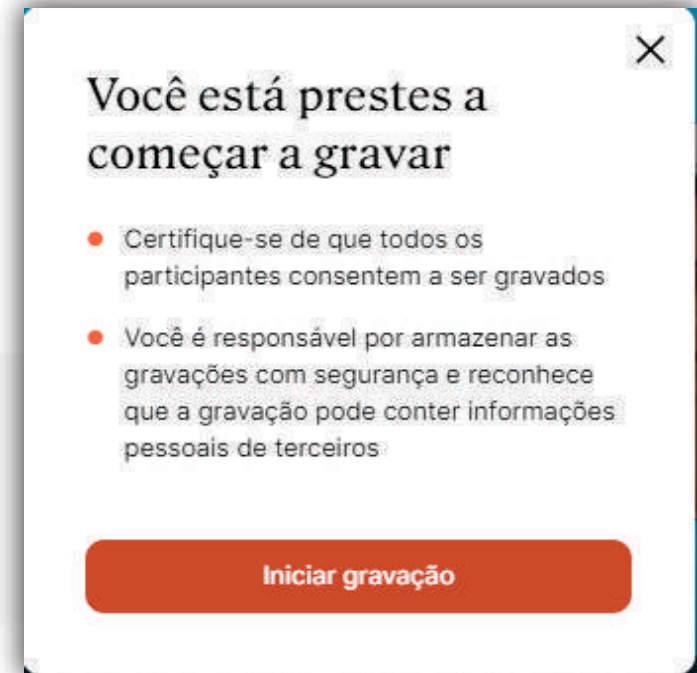 Você está prestes a
começar a gravar
Certifique-se de que todos os
participantes consentem a ser gravados
Você é responsável por armazenar as
gravações com segurança e reconhece
que a gravação pode conter informações
pessoais de terceiros
Iniciar gravação